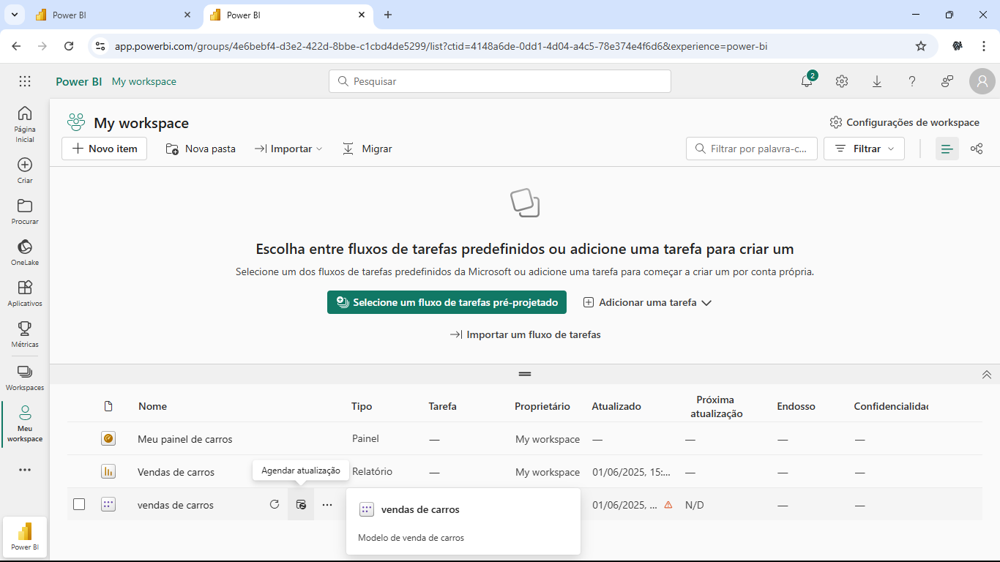 Power BI
Power BI
app.powerbi.com/groups/4e6bebf4-d3e2-422d-8bbe-c1cbd4de5299/list?ctid=4148a6de-0dd1-4d04-a4c5-78e374e4f6d6&experience=power-bi
Power BI My workspace
Pesquisar
2
Página
Inicial
Criar
Procurar
OneLake
Aplicativos
Métricas
Workspaces
Meu
workspace
Power BI
My workspace
Configurações de workspace
Novo item
Nova pasta
Importar
Migrar
Filtrar por palavra-c...
Filtrar
Escolha entre fluxos de tarefas predefinidos ou adicione uma tarefa para criar um
Selecione um dos fluxos de tarefas predefinidos da Microsoft ou adicione uma tarefa para começar a criar um por conta própria.
Selecione um fluxo de tarefas pré-projetado
Adicionar uma tarefa
Importar um fluxo de tarefas
Nome Tipo Tarefa Proprietário Atualizado Próxima atualização Endosso Confidencialidad
Meu painel de carros Painel — My workspace — — — —
Vendas de carros Relatório — My workspace 01/06/2025, 15:... — — —
Agendar atualização
vendas de carros 01/06/2025, ... N/D — —
vendas de carros
Modelo de venda de carros